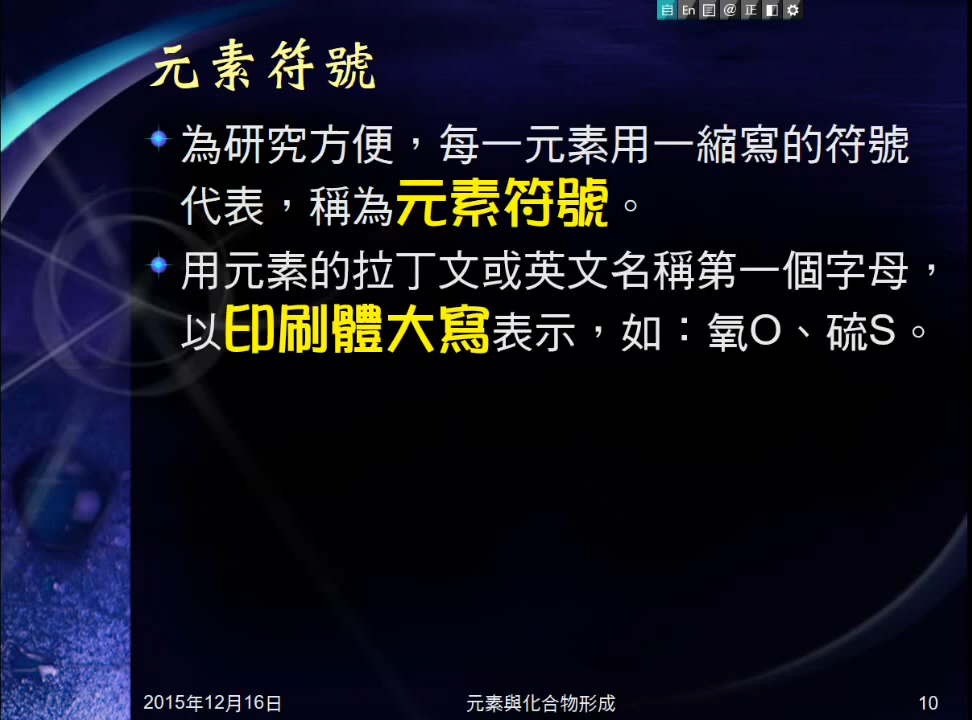 自 En @ 正
元素符號
為研究方便，每一元素用一縮寫的符號
代表，稱為元素符號。
用元素的拉丁文或英文名稱第一個字母，
以印刷體大寫表示，如：氧O、硫S。
2015年12月16日 元素與化合物形成 10